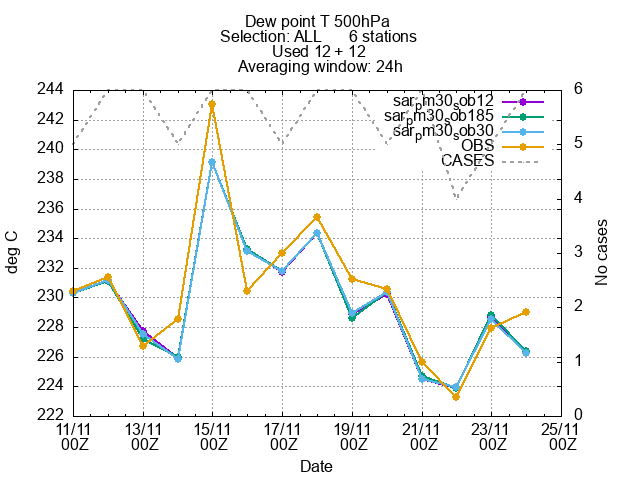 Dew point T 500hPa
Selection: ALL 6 stations
Used 12 + 12
Averaging window: 24h
244
242
240
238
236
234
232
230
228
226
224
222
deg C
sarpm30sob12
sarpm30sob185
sarpm30sob30
OBS
CASES
6
5
4
3
2
1
0
No cases
11/11 13/11 15/11 17/11 19/11 21/11 23/11 25/11
00Z 00Z 00Z 00Z 00Z 00Z 00Z 00Z
Date